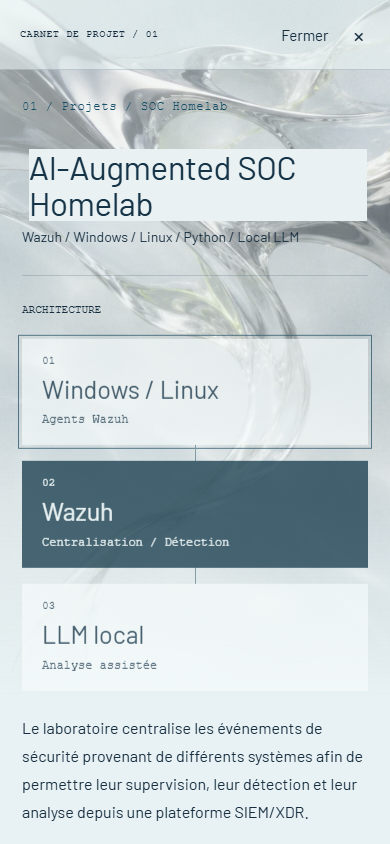 CARNET DE PROJET / 01
Fermer ×
01 / Projets / SOC Homelab
AI-Augmented SOC
Homelab
Wazuh / Windows / Linux / Python / Local LLM
ARCHITECTURE
01
Windows / Linux
Agents Wazuh
02
Wazuh
Centralisation / Détection
03
LLM local
Analyse assistée
Le laboratoire centralise les événements de
sécurité provenant de différents systèmes afin de
permettre leur supervision, leur détection et leur
analyse depuis une plateforme SIEM/XDR.